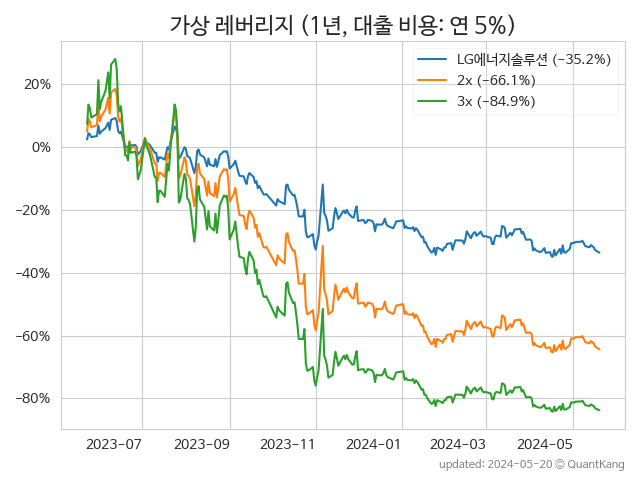 가상 레버리지 (1년, 대출 비용: 연 5%)
LG에너지솔루션 (−35.2%)
2x (−66.1%)
3x (−84.9%)
20%
0%
−20%
−40%
−60%
−80%
2023-07 2023-09 2023-11 2024-01 2024-03 2024-05
updated: 2024-05-20 © QuantKang